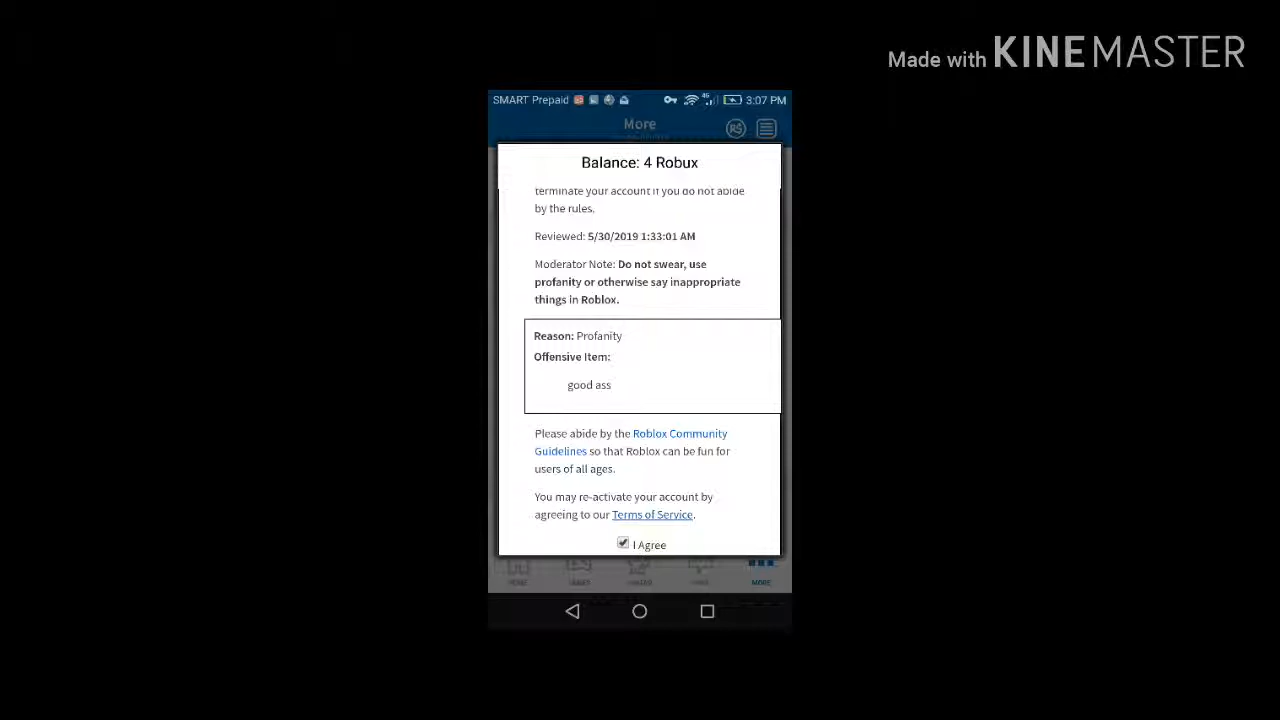 Made with KINEMASTER
SMART Prepaid 4G 3:07 PM
More
R$
Balance: 4 Robux
terminate your account if you do not abide
by the rules.
Reviewed: 5/30/2019 1:33:01 AM
Moderator Note: Do not swear, use
profanity or otherwise say inappropriate
things in Roblox.
Reason: Profanity
Offensive Item:
good ass
Please abide by the Roblox Community
Guidelines so that Roblox can be fun for
users of all ages.
You may re-activate your account by
agreeing to our Terms of Service.
I Agree
HOME
GAMES
MORE